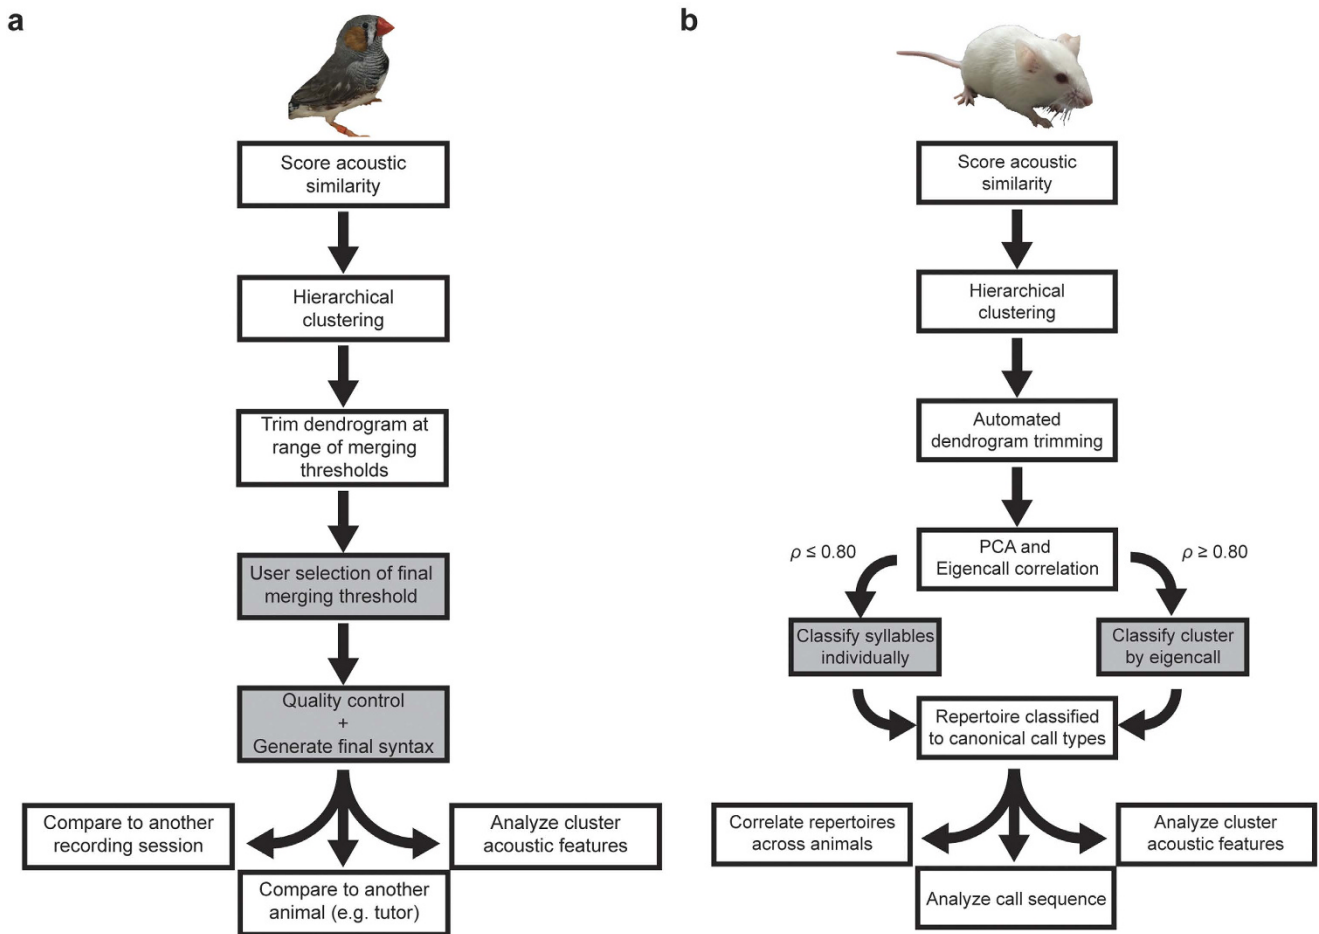 a
Score acoustic
similarity
Hierarchical
clustering
Trim dendrogram at
range of merging
thresholds
User selection of final
merging threshold
Quality control
+
Generate final syntax
Compare to another
recording session
Analyze cluster
acoustic features
Compare to another
animal (e.g. tutor)
b
Score acoustic
similarity
Hierarchical
clustering
Automated
dendrogram trimming
PCA and
Eigencall correlation
ρ ≤ 0.80
ρ ≥ 0.80
Classify syllables
individually
Classify cluster
by eigencall
Repertoire classified
to canonical call types
Correlate repertoires
across animals
Analyze cluster
acoustic features
Analyze call sequence